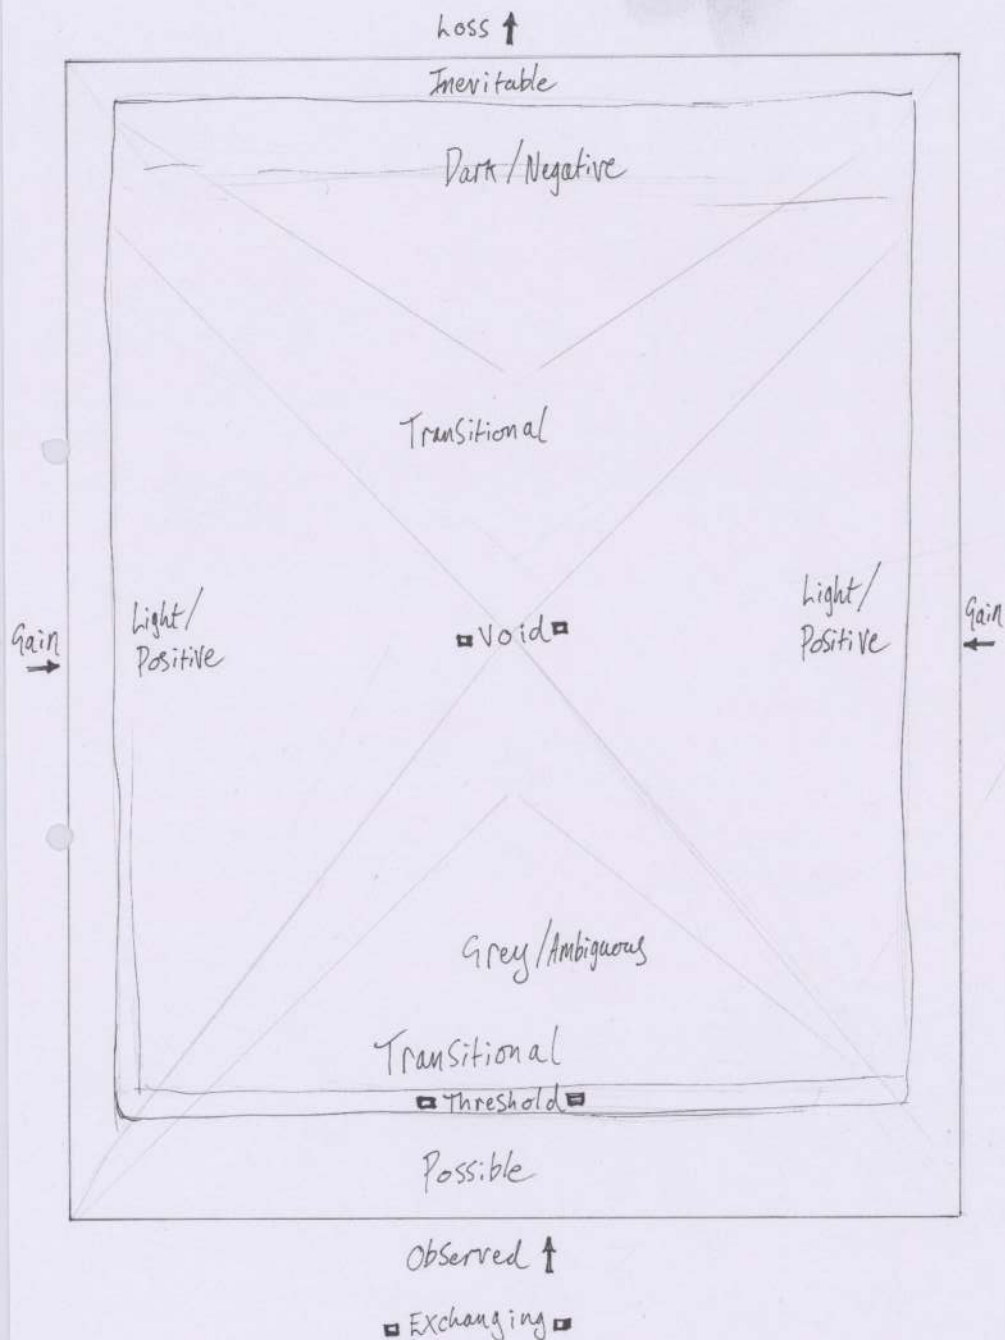 Loss ↑
Inevitable
Dark/Negative
Transitional
Gain
→
Light/
Positive
Void
Light/
Positive
Gain
←
Grey/Ambiguous
Transitional
Threshold
Possible
Observed ↑
Exchanging